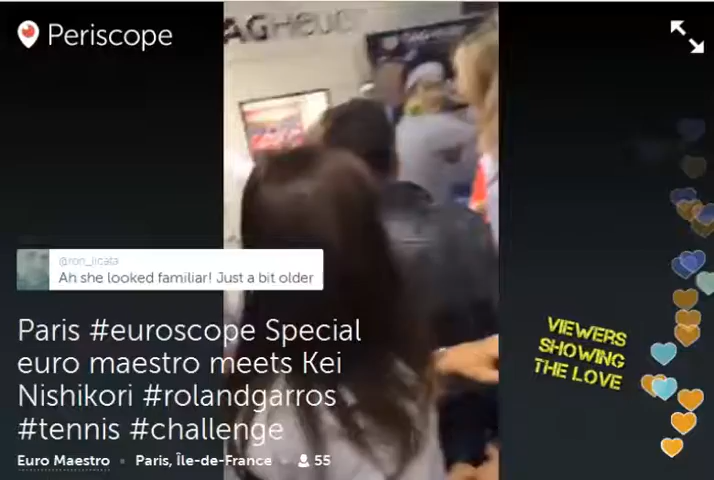 Periscope
AGHeueR
@ron_licata
Ah she looked familiar! Just a bit older
Paris #euroscope Special
euro maestro meets Kei
Nishikori #rolandgarros
#tennis #challenge
Euro Maestro • Paris, Île-de-France • 55
VIEWERS
SHOWING
THE LOVE